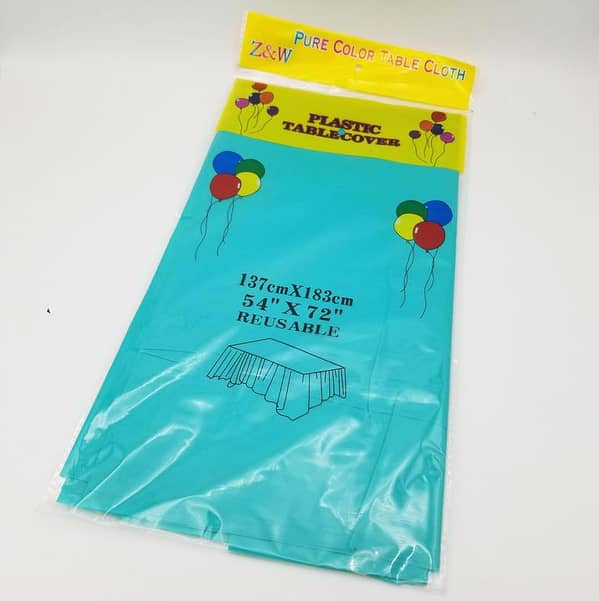 Z&W PURE COLOR TABLE CLOTH
PLASTIC
TABLECOVER
137cmX183cm
54" X 72"
REUSABLE